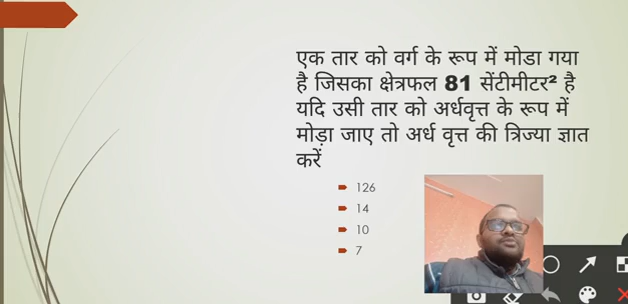 एक तार को वर्ग के रूप में मोडा गया
है जिसका क्षेत्रफल 81 सेंटीमीटर² है
यदि उसी तार को अर्धवृत्त के रूप में
मोड़ा जाए तो अर्ध वृत्त की त्रिज्या ज्ञात
करें
126
14
10
7